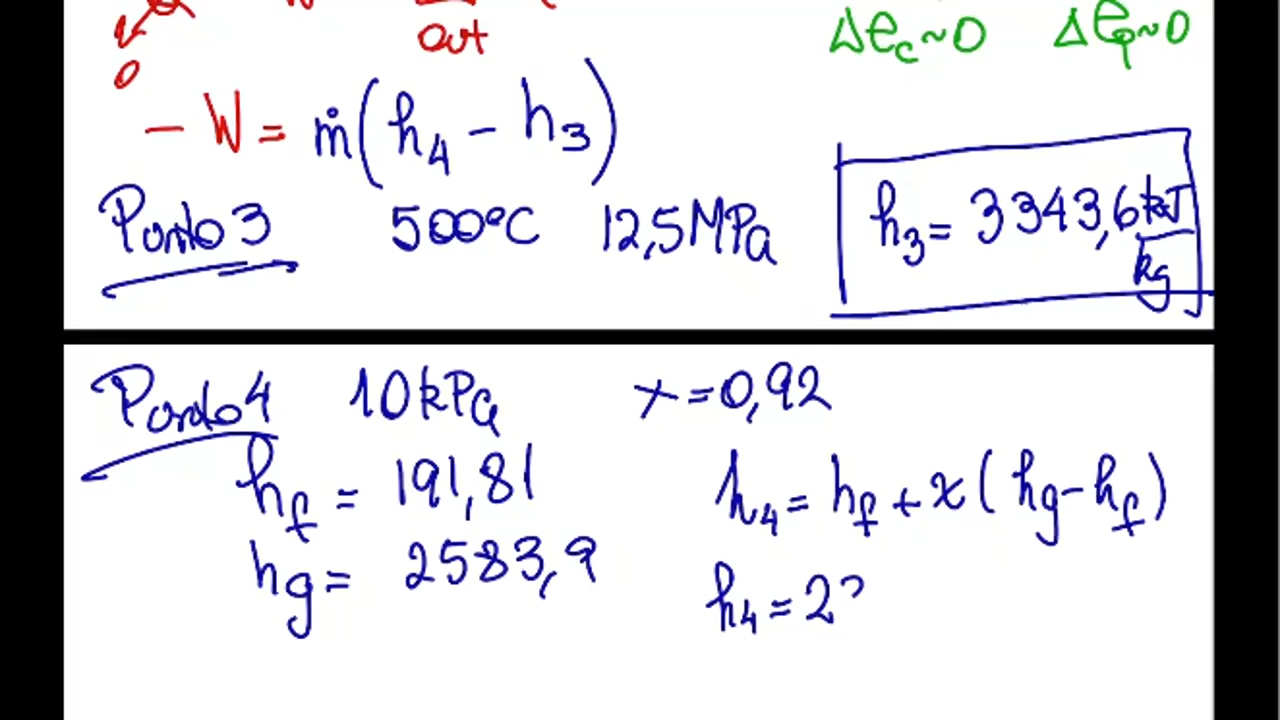 out Δec~0 Δep~0
0
- W = ṁ(h4 - h3)
Ponto 3 500°C 12,5MPa h3 = 3343,6 kJ/kg
Ponto 4 10kPa x = 0,92
hf = 191,81 h4 = hf + x(hg - hf)
hg = 2583,9 h4 = 2